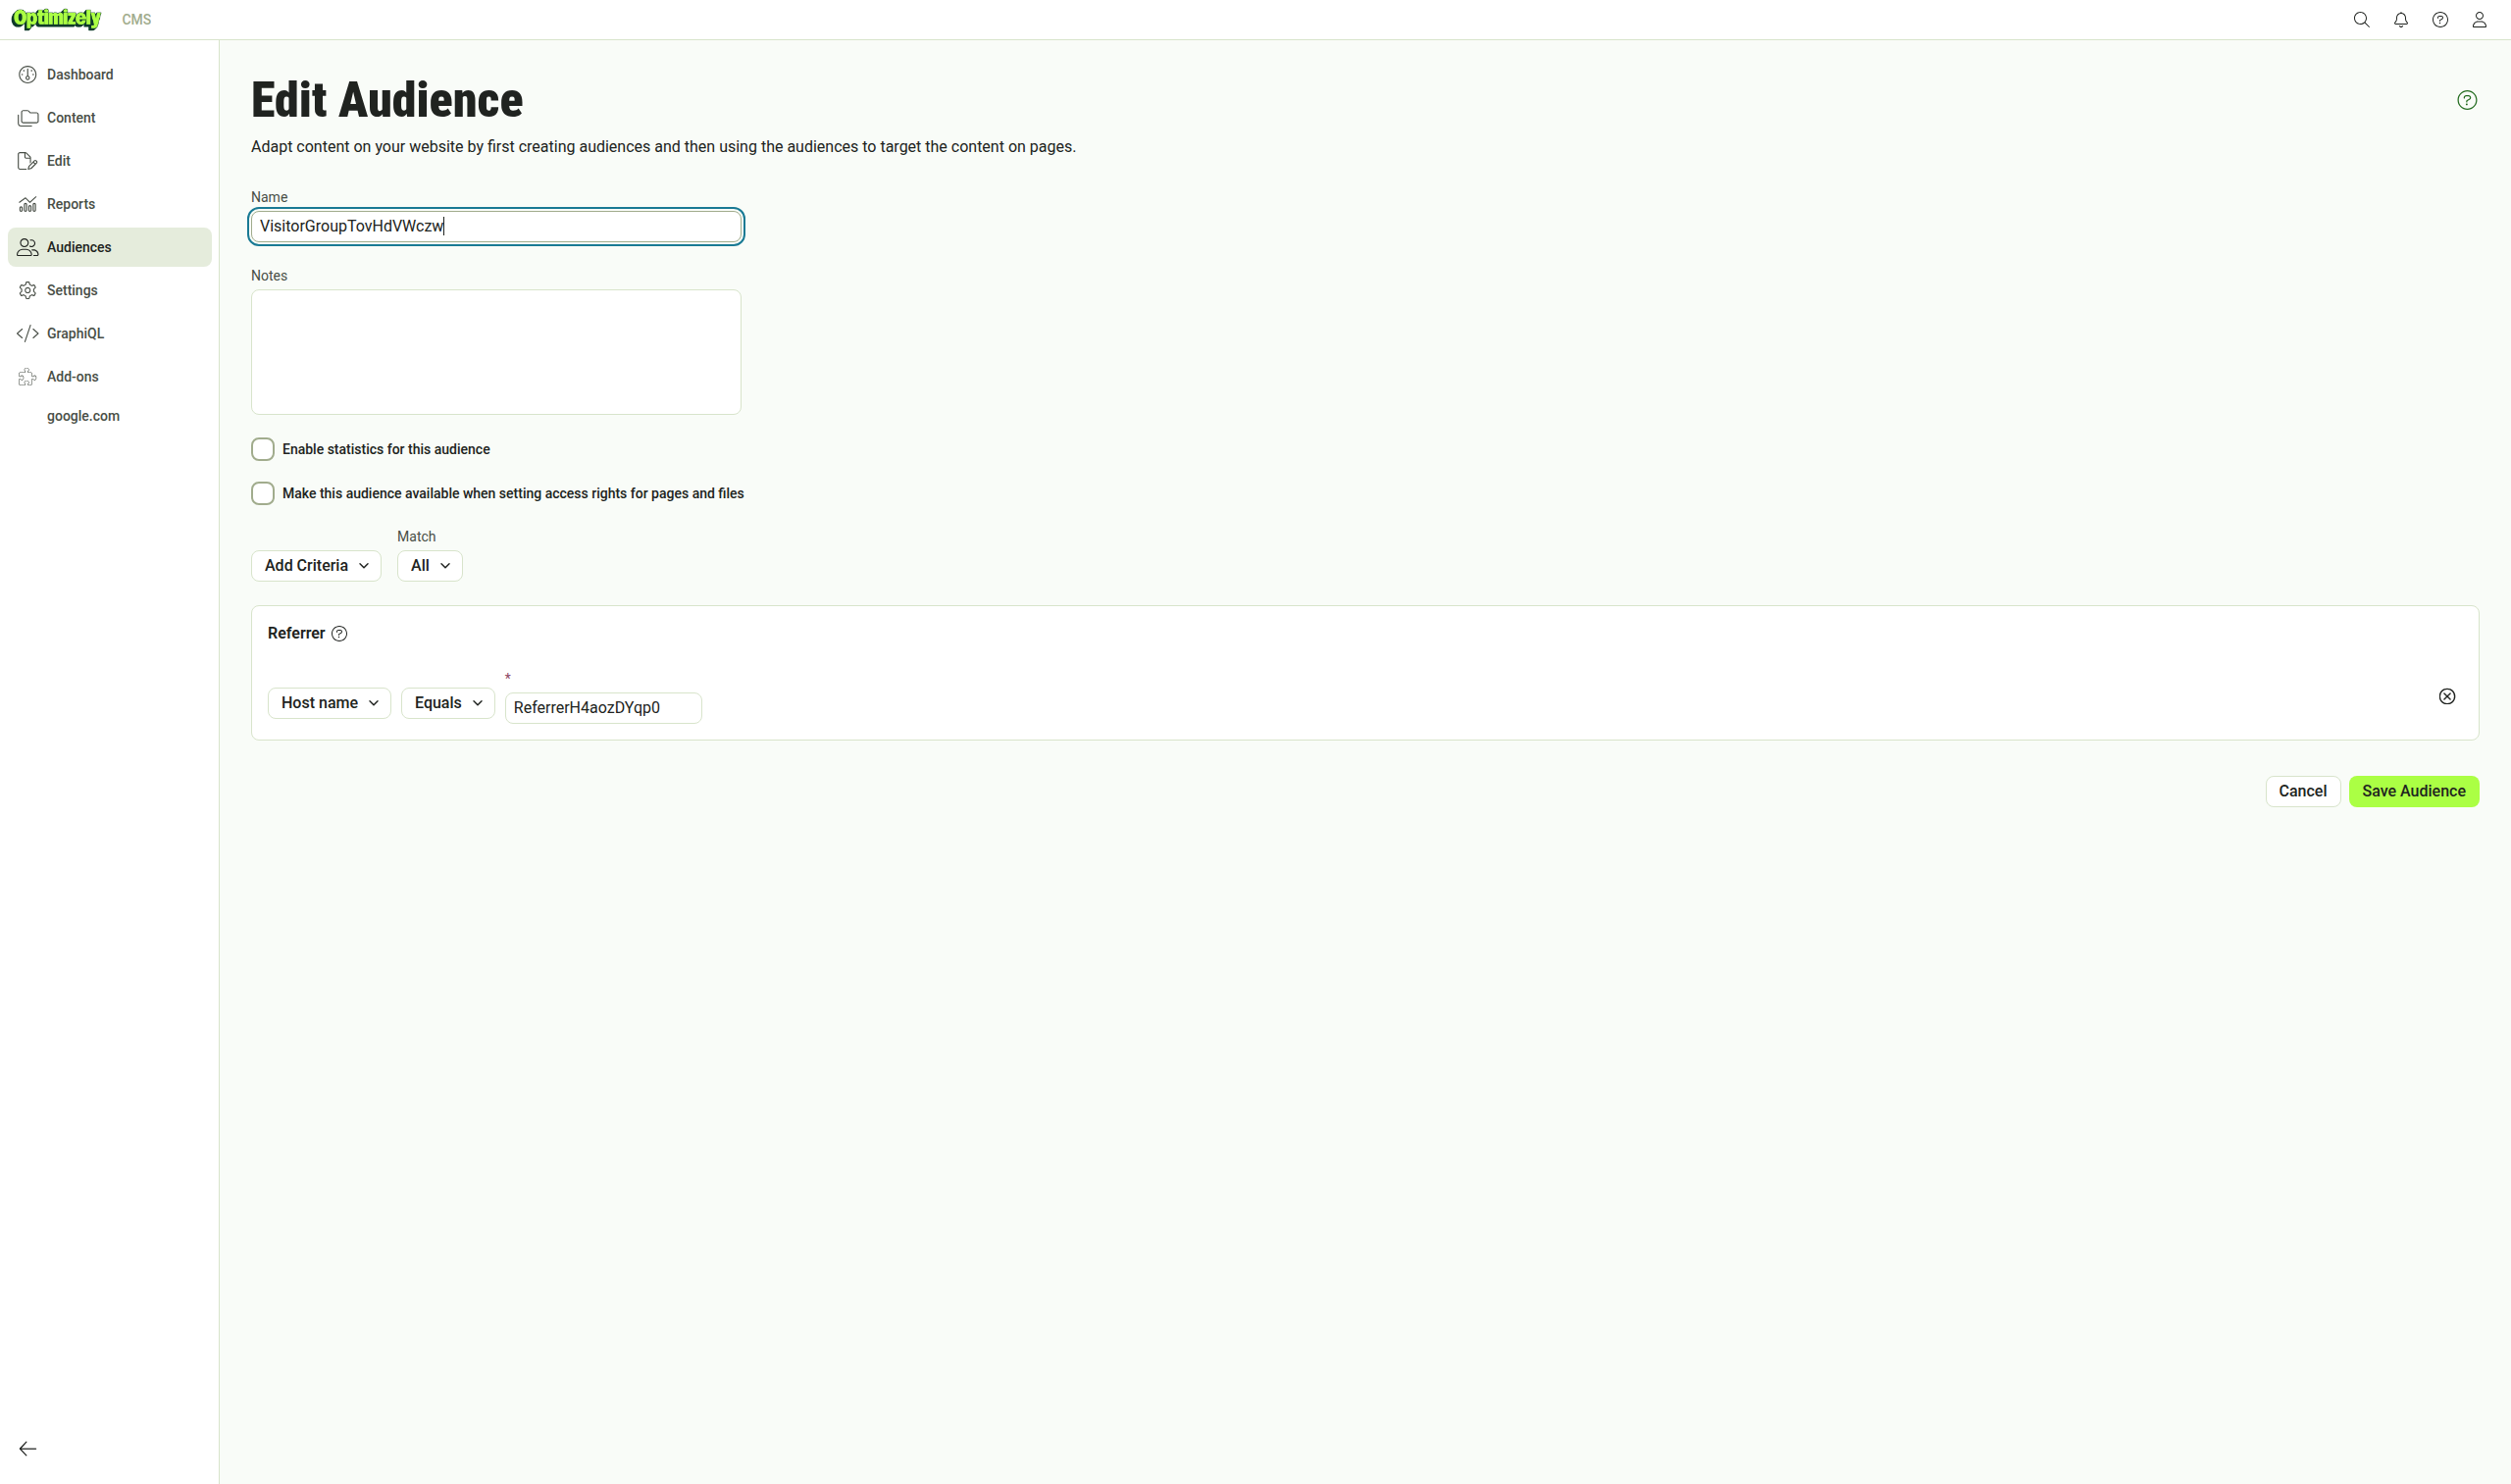 Optimizely CMS
Dashboard
Content
Edit
Reports
Audiences
Settings
GraphiQL
Add-ons
google.com
Edit Audience
Adapt content on your website by first creating audiences and then using the audiences to target the content on pages.
Name
VisitorGroupTovHdVWczw
Notes
Enable statistics for this audience
Make this audience available when setting access rights for pages and files
Match
Add Criteria All
Referrer
*
Host name Equals ReferrerH4aozDYqp0
Cancel Save Audience